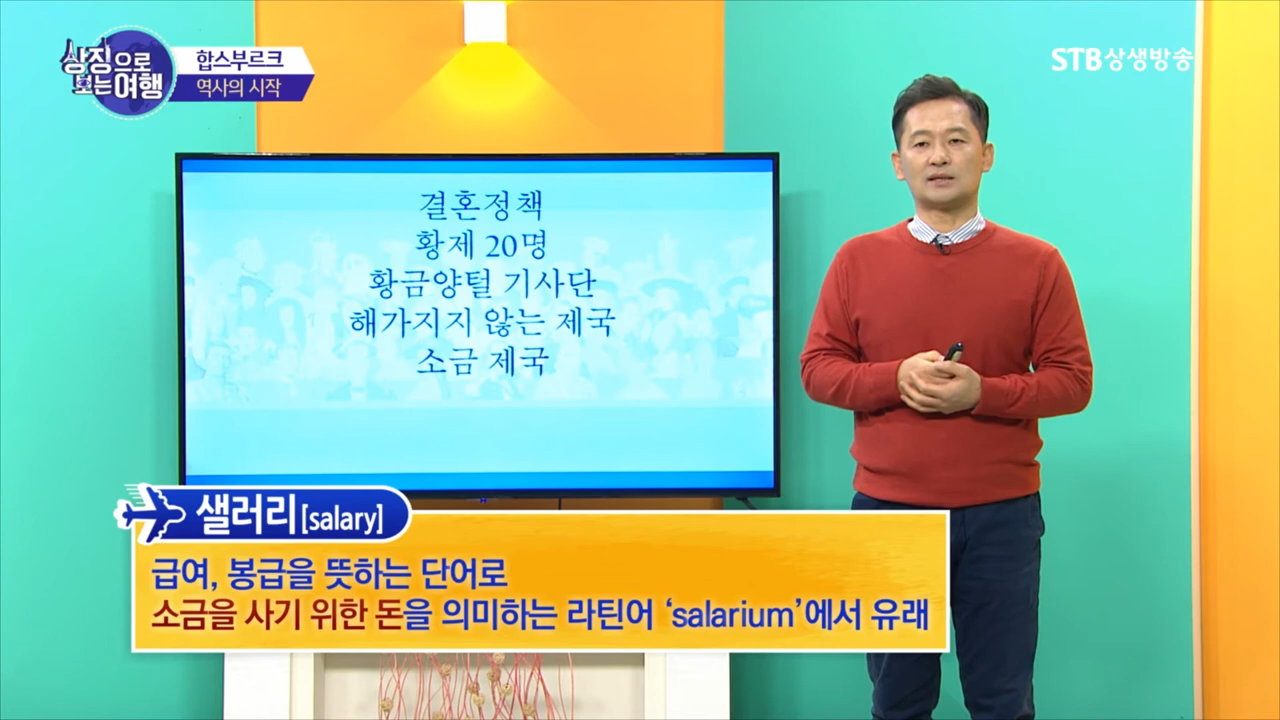 상징으로
보는여행
합스부르크
역사의 시작
STB상생방송
결혼정책
황제 20명
황금양털 기사단
해가지지 않는 제국
소금 제국
샐러리[salary]
급여, 봉급을 뜻하는 단어로
소금을 사기 위한 돈을 의미하는 라틴어 ‘salarium’에서 유래